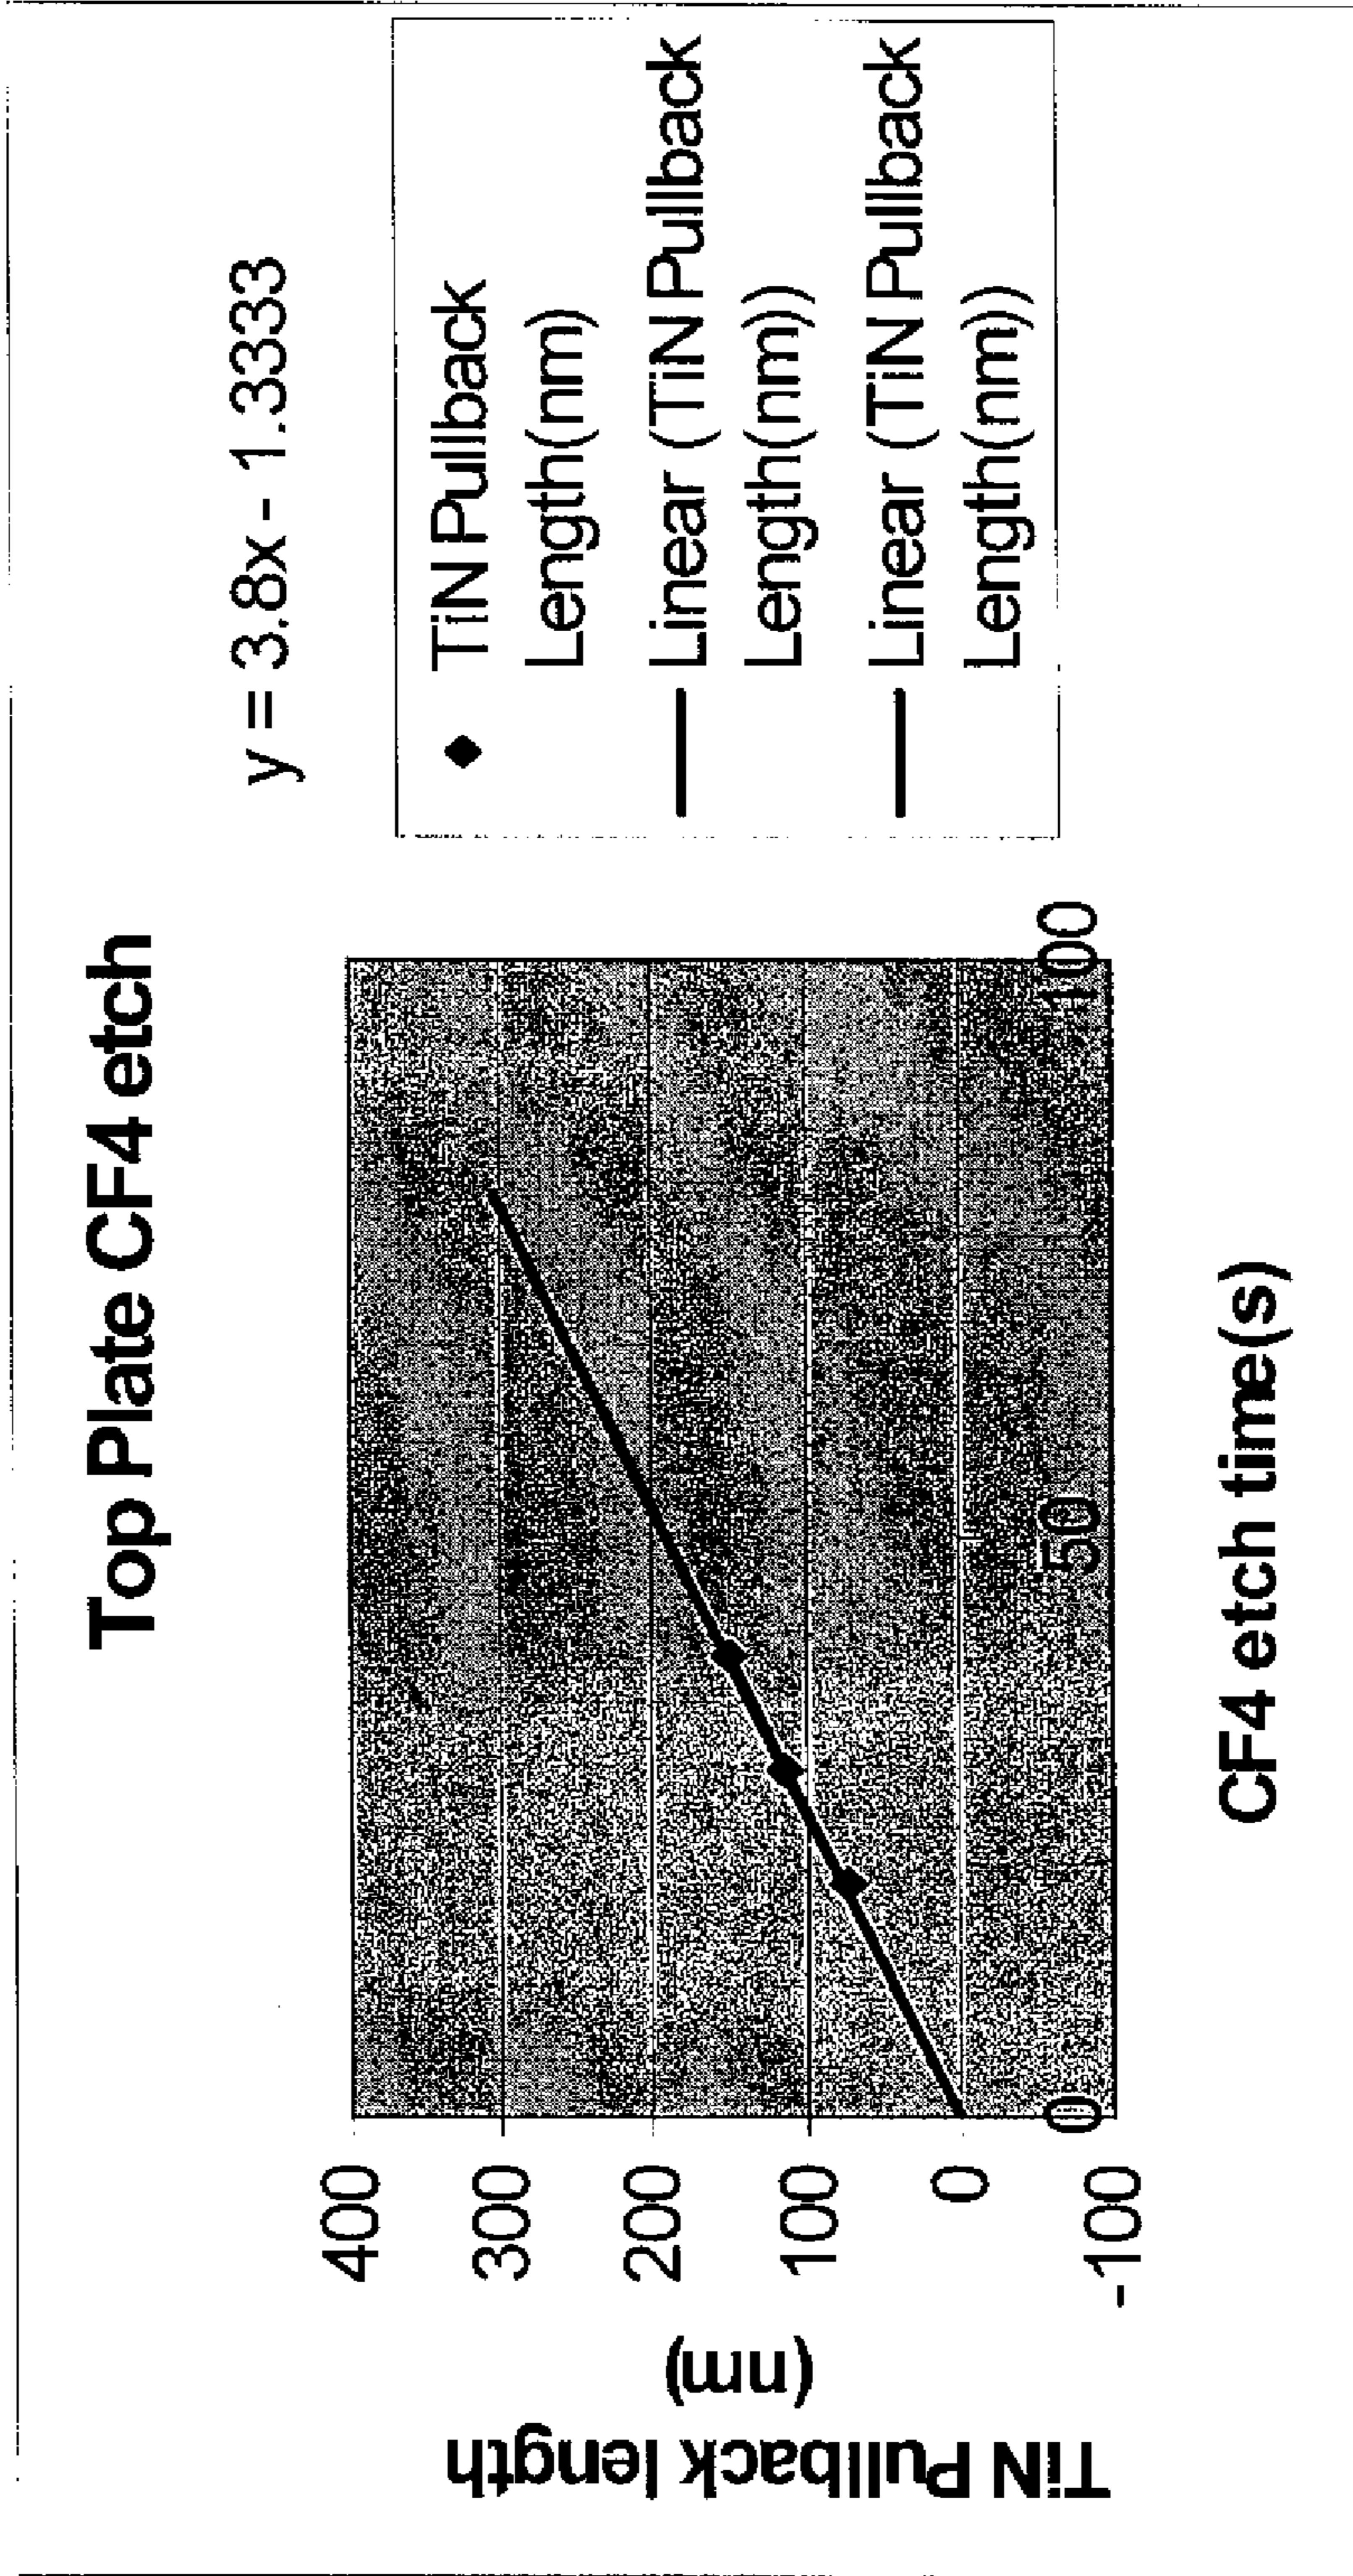 Top Plate CF4 etch
y = 3.8x - 1.3333
TiN Pullback
Length(nm)
Linear (TiN Pullback
Length(nm))
Linear (TiN Pullback
Length(nm))
TiN Pullback length
(nm)
400
300
200
100
0
-100
0
50
100
CF4 etch time(s)